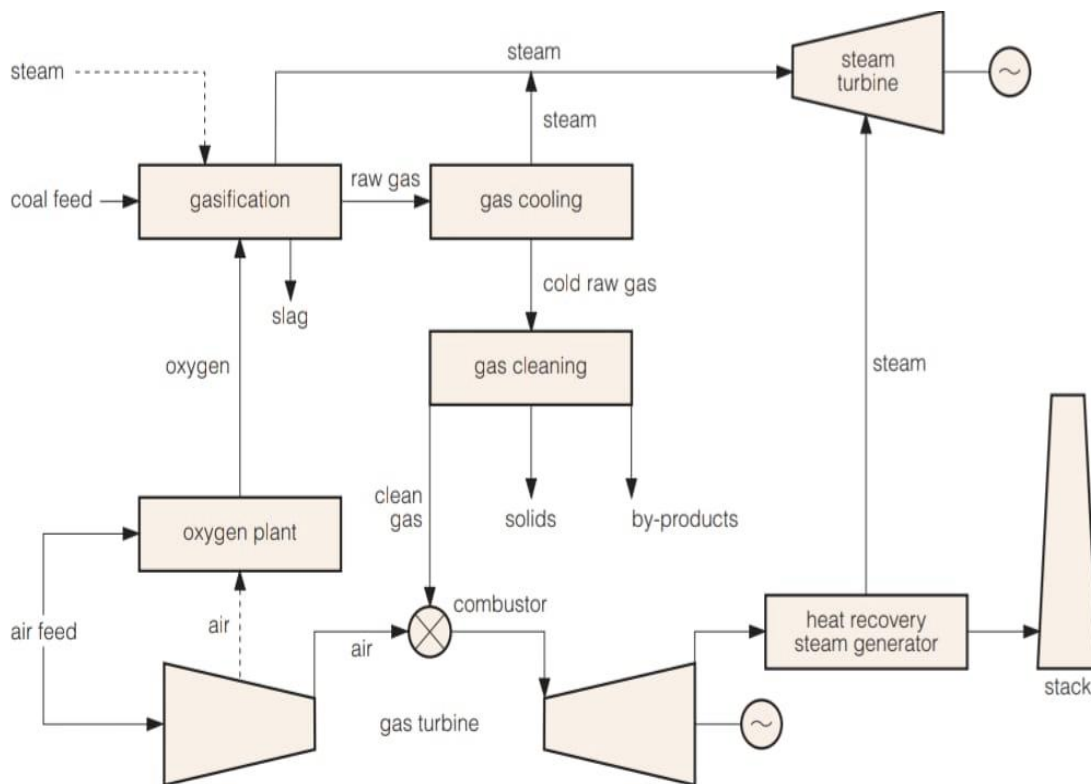 steam
steam
steam
turbine
steam
coal feed
gasification
raw gas
gas cooling
slag
cold raw gas
oxygen
gas cleaning
steam
clean
gas
solids
by-products
oxygen plant
air feed
air
combustor
air
heat recovery
steam generator
gas turbine
stack